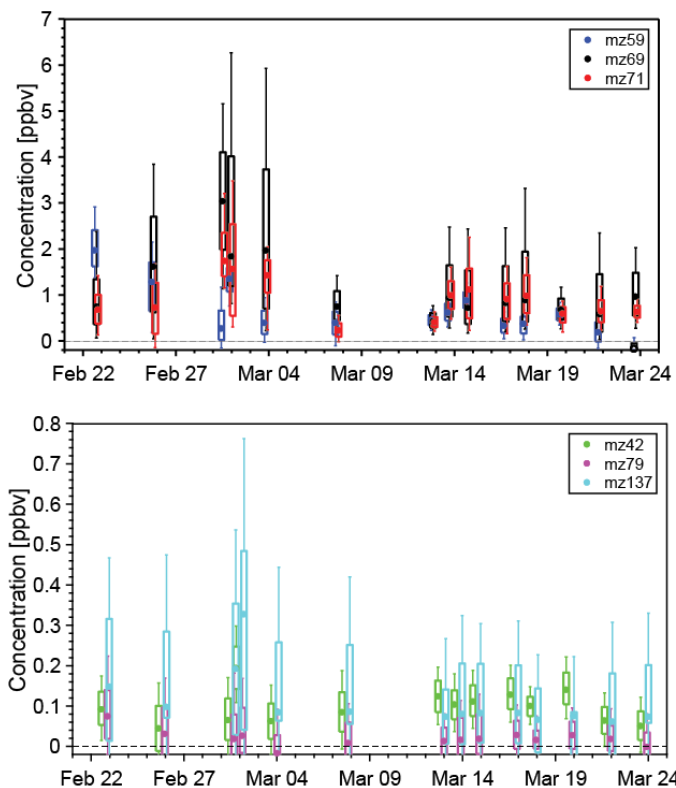 7
6
5
4
3
2
1
0
Concentration [ppbv]
mz59
mz69
mz71
Feb 22 Feb 27 Mar 04 Mar 09 Mar 14 Mar 19 Mar 24
0.8
0.7
0.6
0.5
0.4
0.3
0.2
0.1
0
Concentration [ppbv]
mz42
mz79
mz137
Feb 22 Feb 27 Mar 04 Mar 09 Mar 14 Mar 19 Mar 24